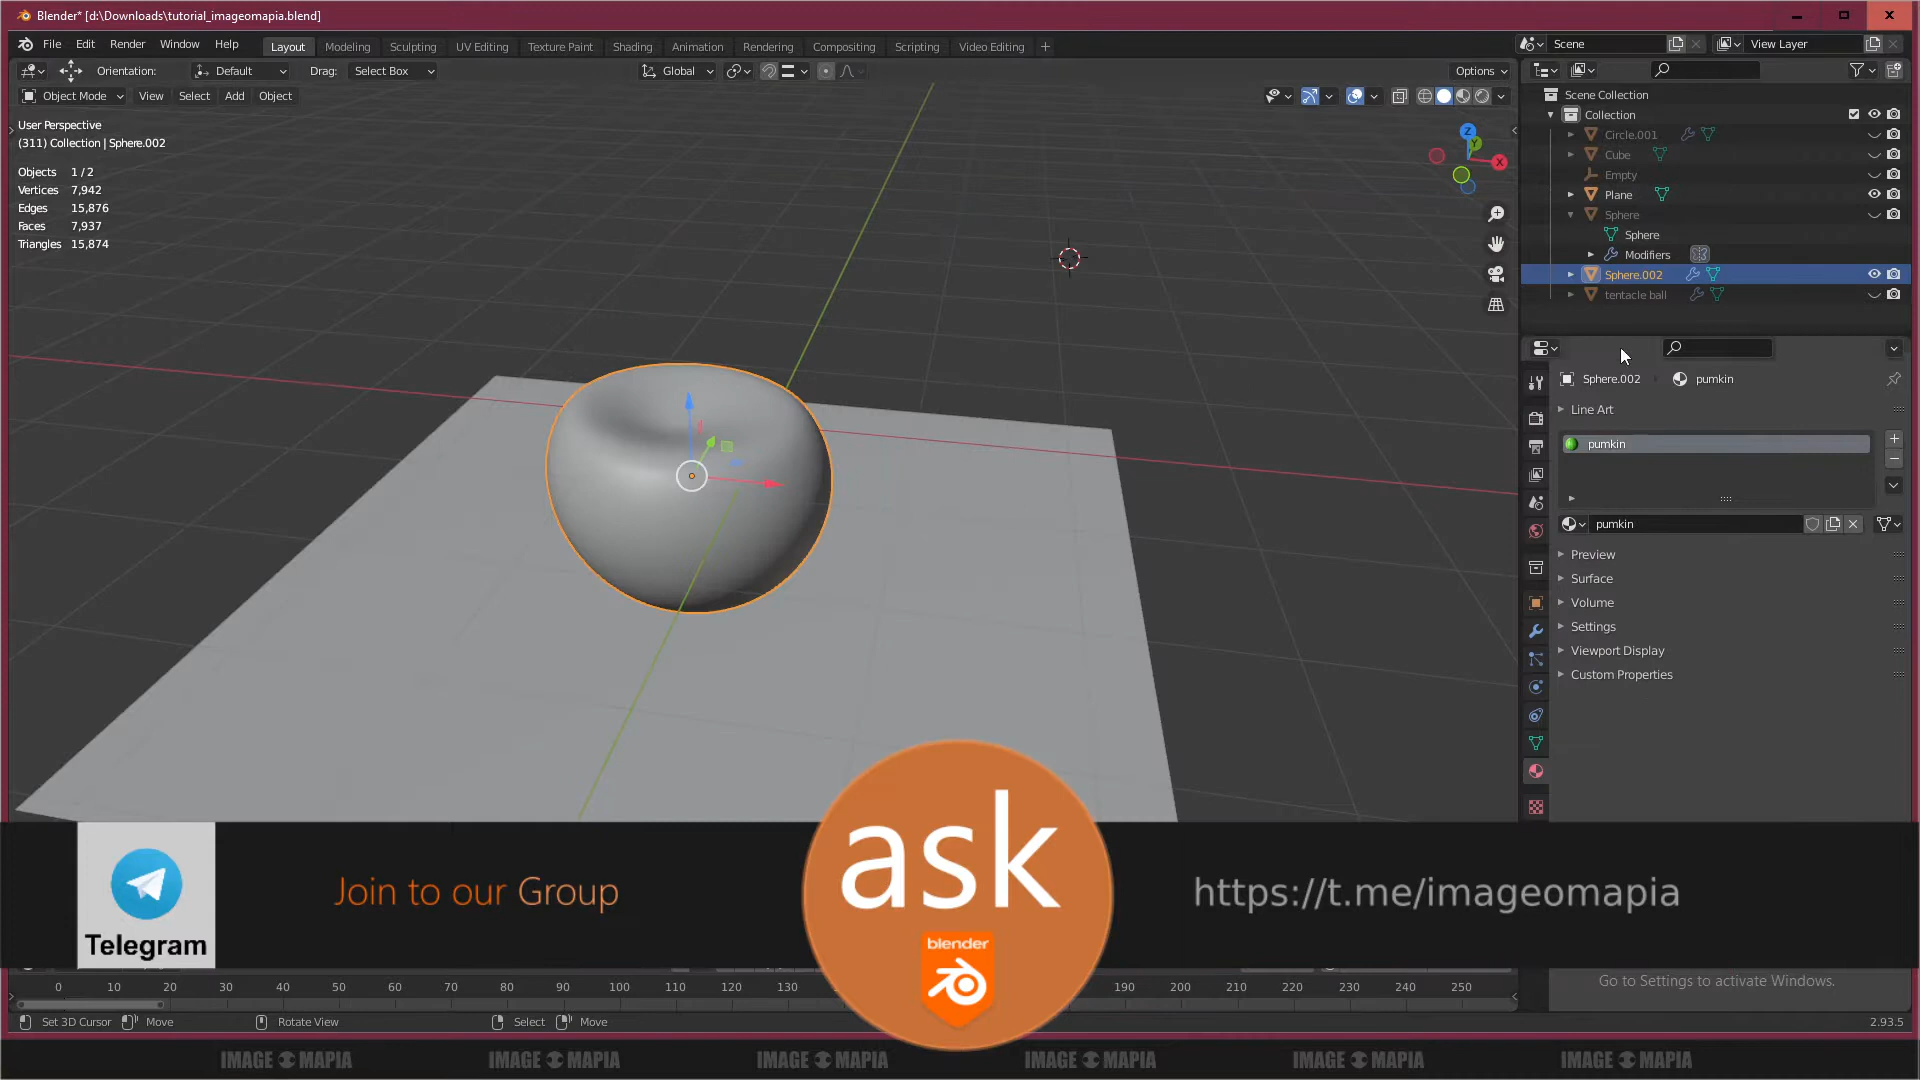 Blender* [d:\Downloads\tutorial_imageomapia.blend]
File Edit Render Window Help Layout Modeling Sculpting UV Editing Texture Paint Shading Animation Rendering Compositing Scripting Video Editing + Scene View Layer
Orientation: Default Drag: Select Box Global Options
Object Mode View Select Add Object
User Perspective
(311) Collection | Sphere.002
Objects 1 / 2
Vertices 7,942
Edges 15,876
Faces 7,937
Triangles 15,874
Z
Y
X
Scene Collection
Collection
Circle.001
Cube
Empty
Plane
Sphere
Sphere
Modifiers
Sphere.002
tentacle ball
Sphere.002 pumkin
Line Art
pumkin
pumkin
Preview
Surface
Volume
Settings
Viewport Display
Custom Properties
Telegram
Join to our Group
ask
blender
https://t.me/imageomapia
Go to Settings to activate Windows.
0 10 20 30 40 50 60 70 80 90 100 110 120 130 190 200 210 220 230 240 250
Set 3D Cursor Move Rotate View Select Move 2.93.5
IMAGE MAPIA IMAGE MAPIA IMAGE MAPIA IMAGE MAPIA IMAGE MAPIA IMAGE MAPIA